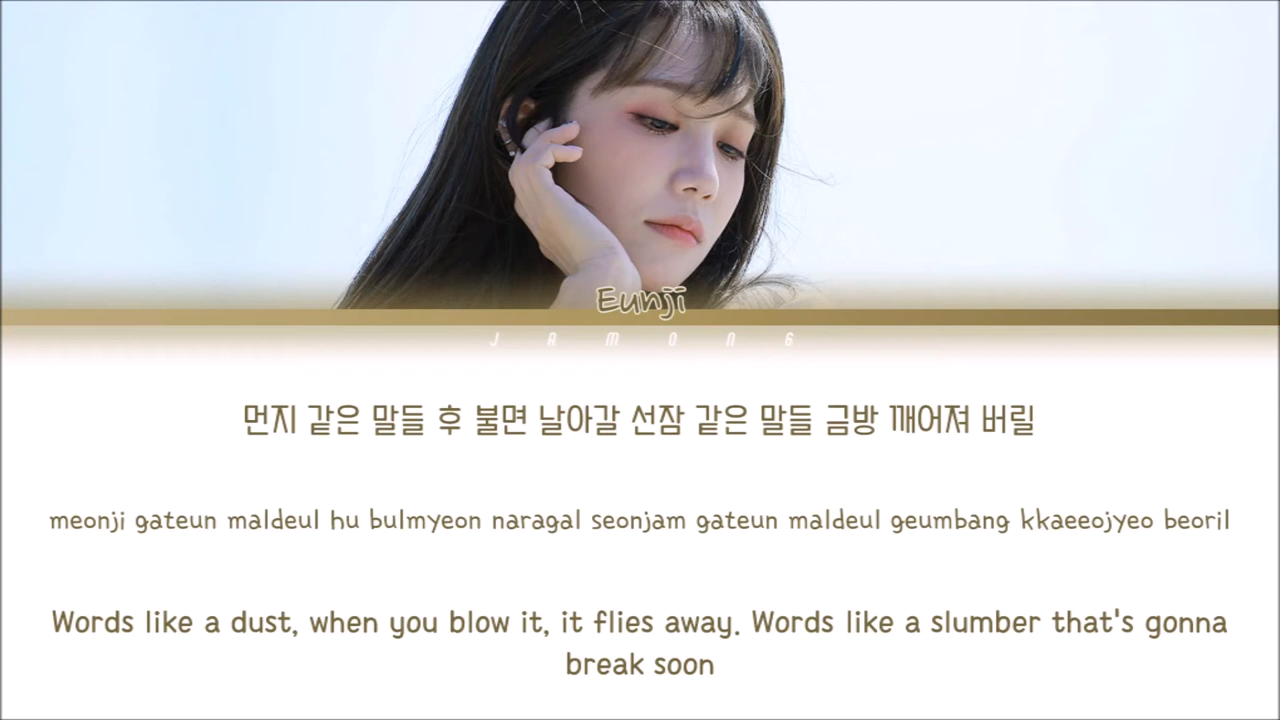 Eunji
JAMONG
먼지 같은 말들 후 불면 날아갈 선잠 같은 말들 금방 깨어져 버릴
meonji gateun maldeul hu bulmyeon naragal seonjam gateun maldeul geumbang kkaeeojyeo beoril
Words like a dust, when you blow it, it flies away. Words like a slumber that's gonna
break soon